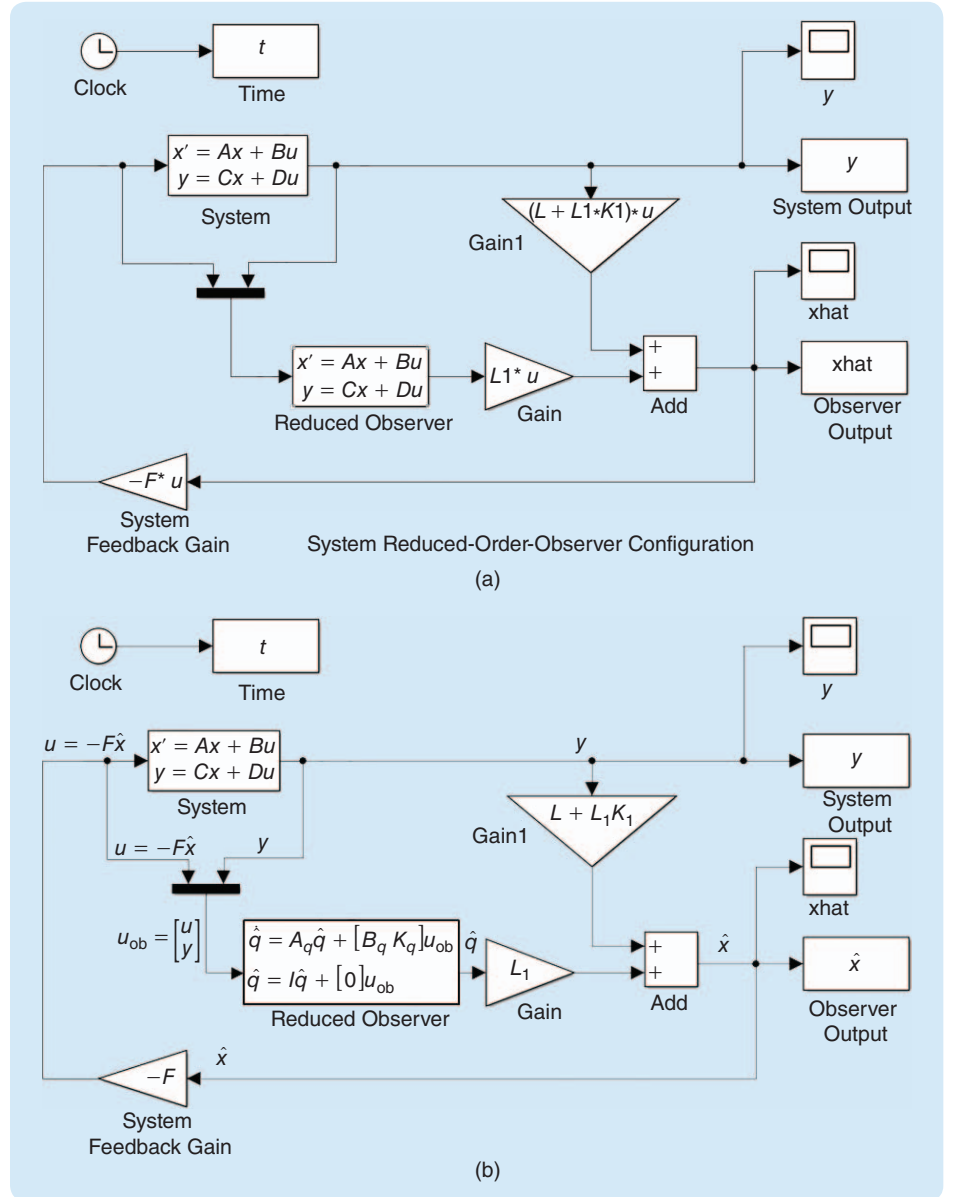 t
Clock
Time
y
x′ = Ax + Bu
y = Cx + Du
System
y
System Output
(L + L1*K1)* u
Gain1
xhat
x′ = Ax + Bu
y = Cx + Du
Reduced Observer
L1* u
Gain
+
+
Add
xhat
Observer
Output
−F* u
System
Feedback Gain
System Reduced-Order-Observer Configuration
(a)
t
Clock
Time
y
u = −Fx̂
x′ = Ax + Bu
y = Cx + Du
System
y
y
System
Output
L + L₁K₁
Gain1
u = −Fx̂
y
xhat
u_ob = [u y]
q̂̇ = A_q q̂ + [B_q K_q]u_ob
q̂ = Iq̂ + [0]u_ob
Reduced Observer
q̂
L₁
Gain
+
+
Add
x̂
x̂
Observer
Output
x̂
−F
System
Feedback Gain
(b)